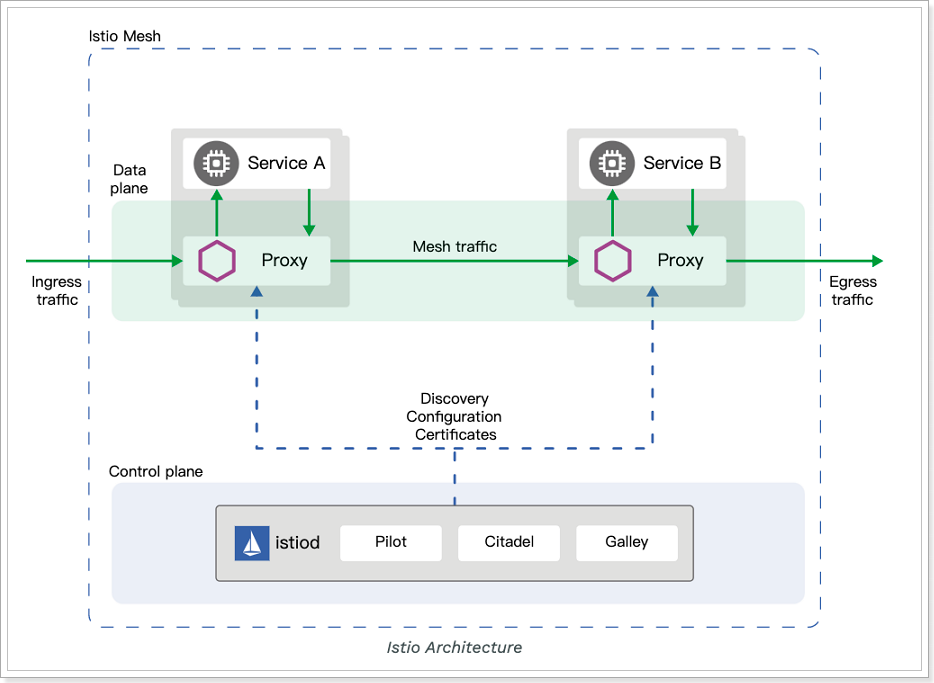 Istio Mesh
Data
plane
Service A
Service B
Proxy
Mesh traffic
Proxy
Ingress
traffic
Egress
traffic
Discovery
Configuration
Certificates
Control plane
istiod
Pilot
Citadel
Galley
Istio Architecture